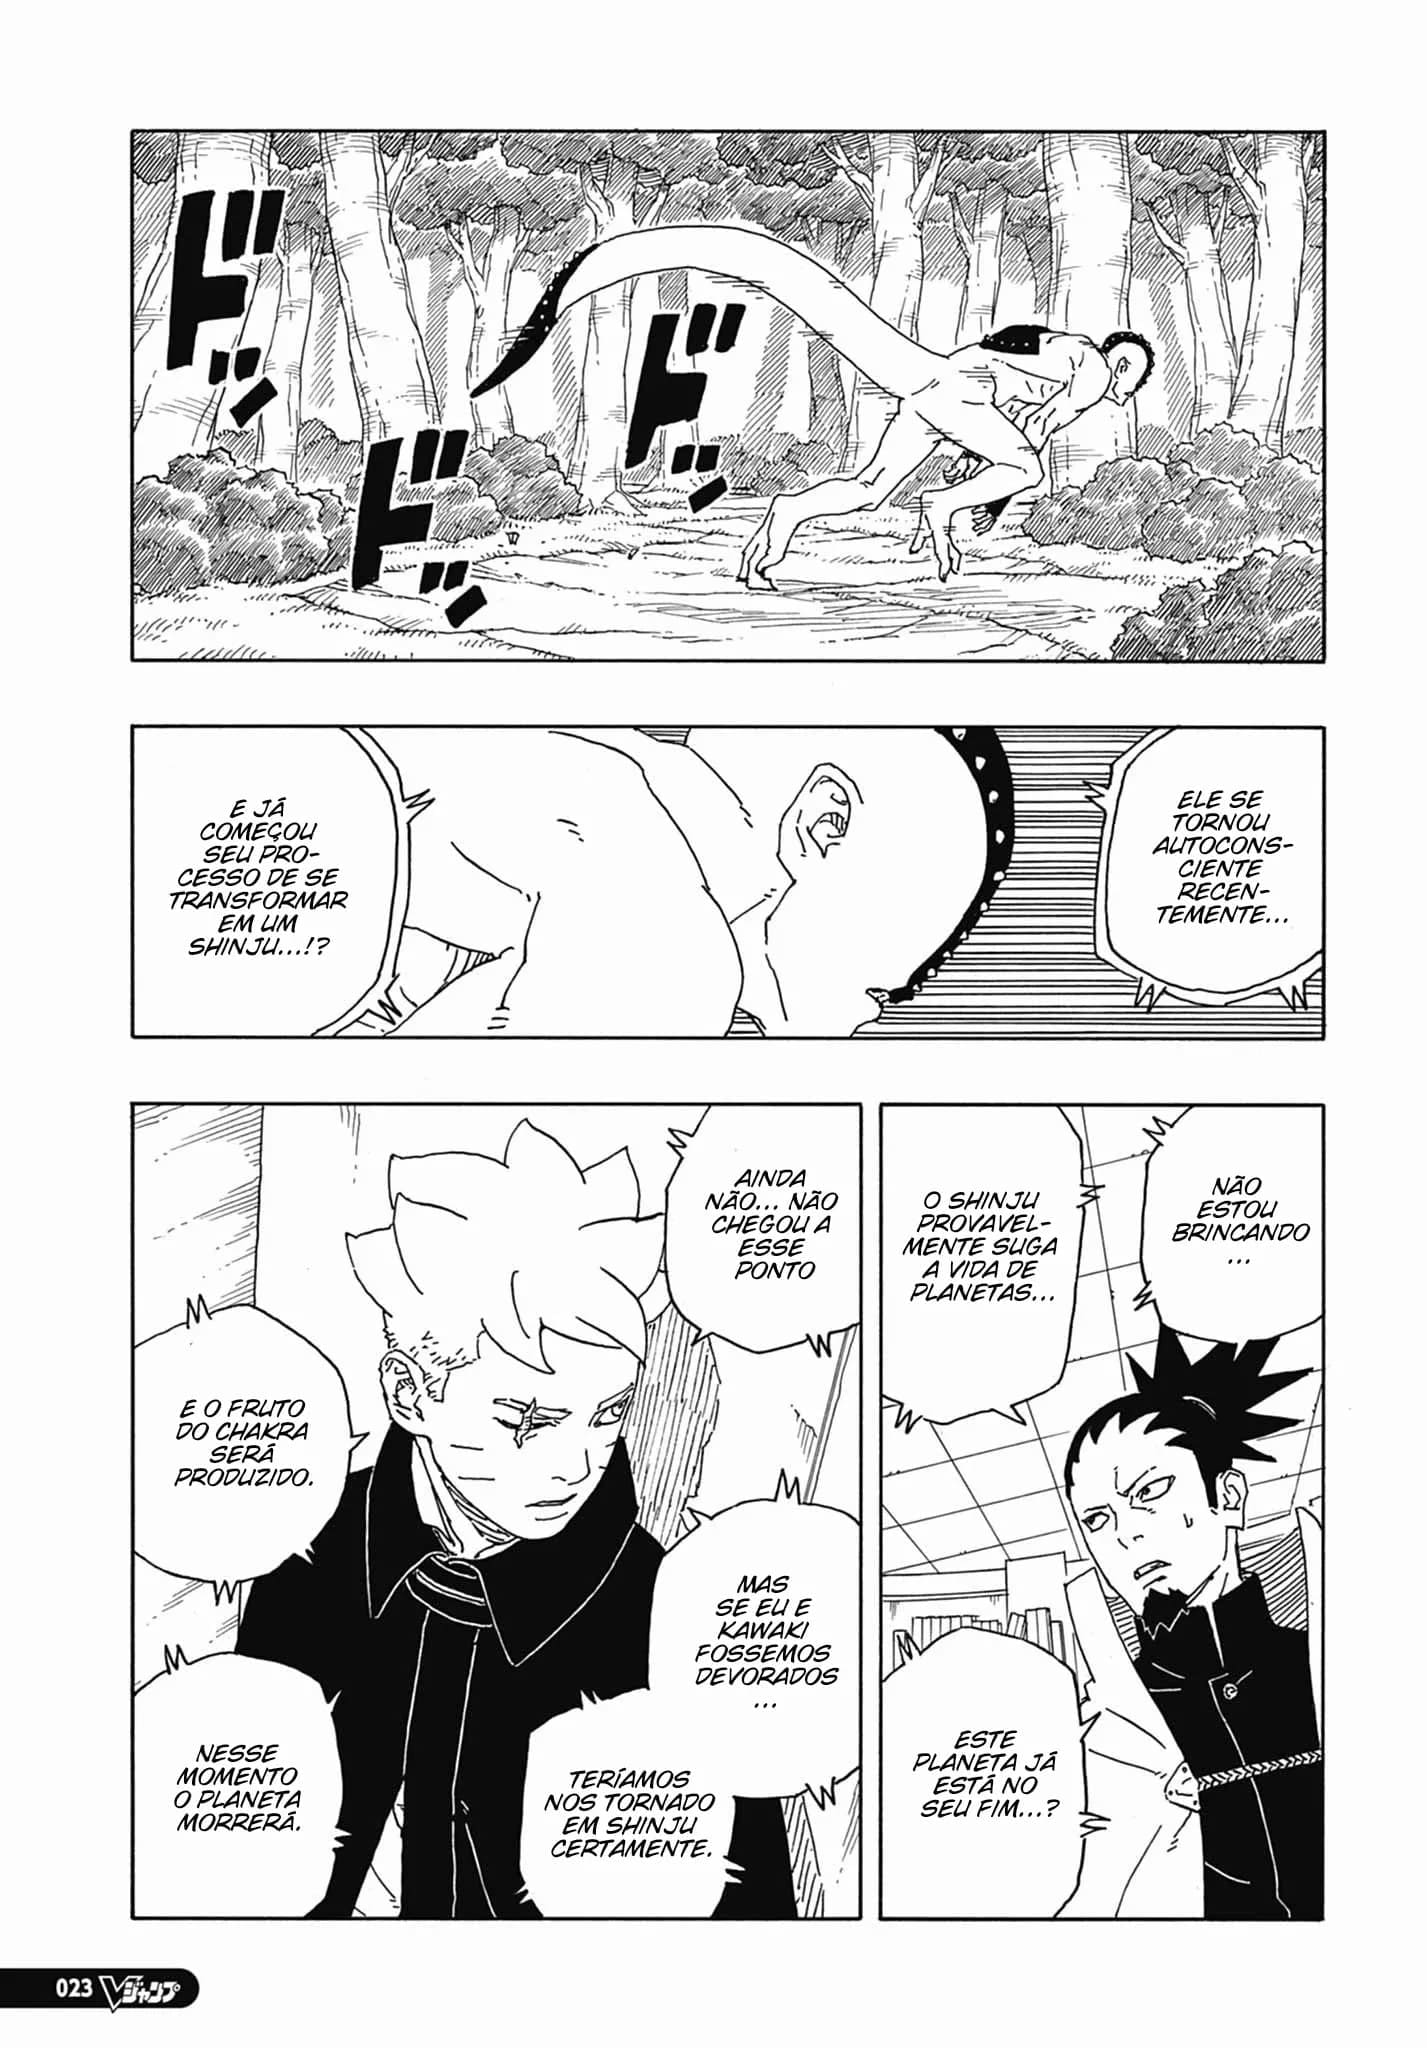 ドッ
ドッ
ドッ
ELE SE
TORNOU
AUTOCONS-
CIENTE
RECEN-
TEMENTE...
E JÁ
COMEÇOU
SEU PRO-
CESSO DE SE
TRANSFORMAR
EM UM
SHINJU...!?
NÃO
ESTOU
BRINCANDO
...
O SHINJU
PROVAVEL-
MENTE SUGA
A VIDA DE
PLANETAS...
ESTE
PLANETA JÁ
ESTÁ NO
SEU FIM...?
AINDA
NÃO... NÃO
CHEGOU A
ESSE
PONTO
MAS
SE EU E
KAWAKI
FOSSEMOS
DEVORADOS
...
TERÍAMOS
NOS TORNADO
EM SHINJU
CERTAMENTE.
E O FRUTO
DO CHAKRA
SERÁ
PRODUZIDO.
NESSE
MOMENTO
O PLANETA
MORRERÁ.
023 Vジャンプ